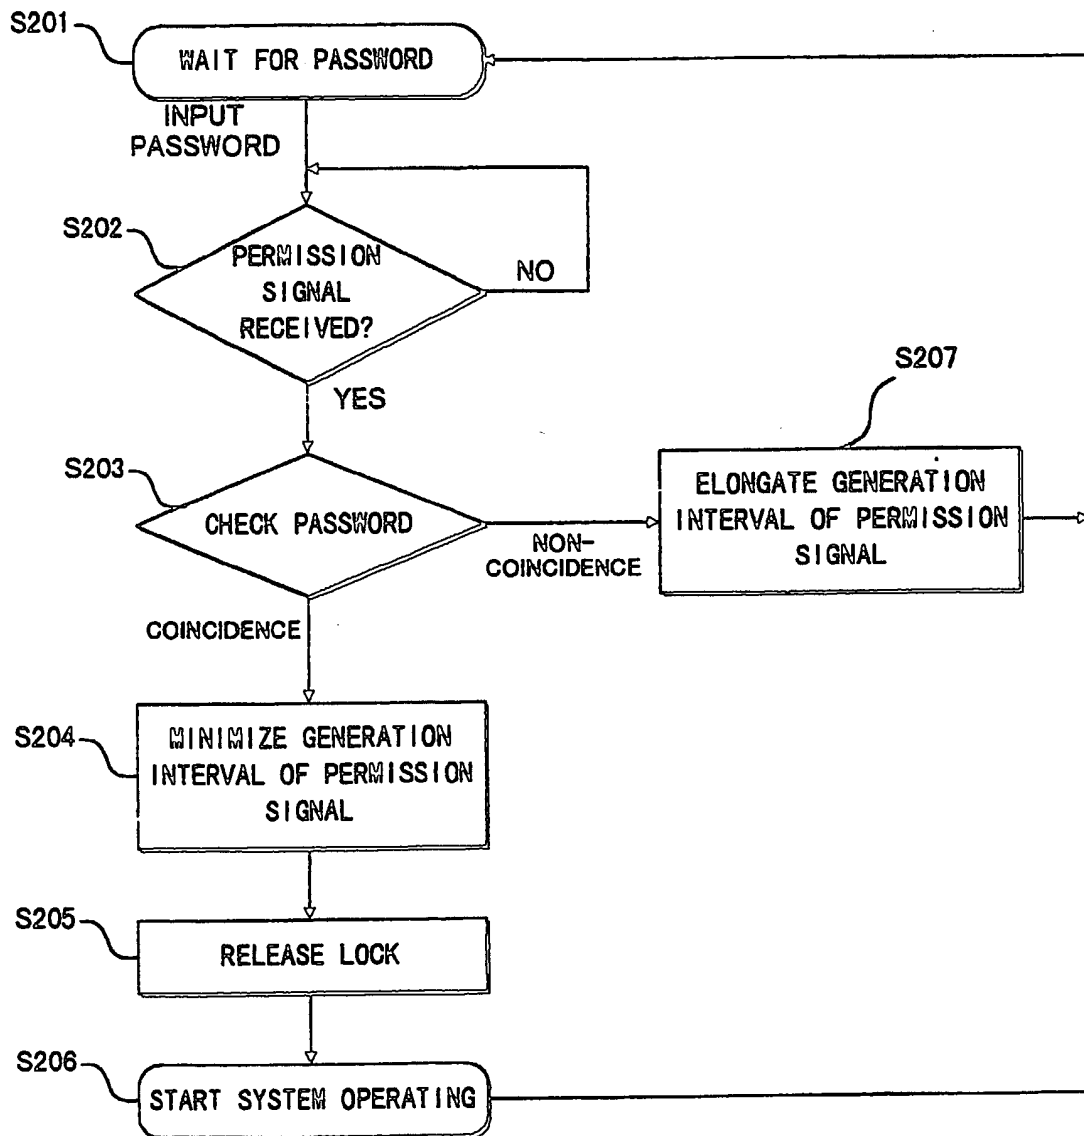 S201
WAIT FOR PASSWORD
INPUT
PASSWORD
S202
PERMISSION
SIGNAL
RECEIVED?
NO
YES
S207
S203
CHECK PASSWORD
NON-
COINCIDENCE
ELONGATE GENERATION
INTERVAL OF PERMISSION
SIGNAL
COINCIDENCE
S204
MINIMIZE GENERATION
INTERVAL OF PERMISSION
SIGNAL
S205
RELEASE LOCK
S206
START SYSTEM OPERATING